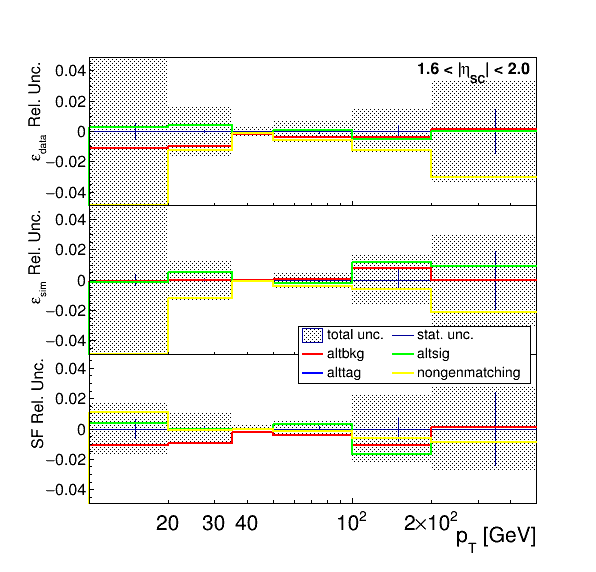 1.6 < |η_SC| < 2.0
ε_data Rel. Unc.
0.04
0.02
0
−0.02
−0.04
ε_sim Rel. Unc.
0.04
0.02
0
−0.02
−0.04
total unc. stat. unc.
altbkg altsig
alttag nongenmatching
SF Rel. Unc.
0.04
0.02
0
−0.02
−0.04
20 30 40 10² 2×10²
p_T [GeV]